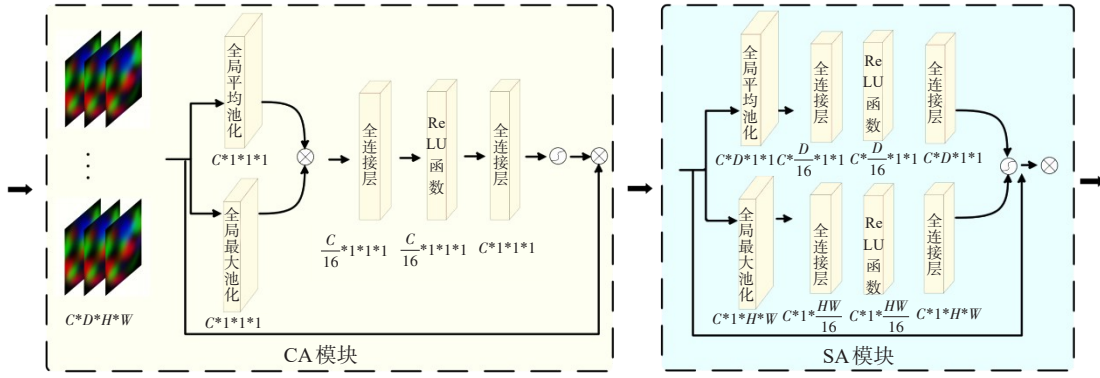 全局平均池化
C*1*1*1
全局最大池化
C*1*1*1
全连接层
C/16*1*1*1
ReLU函数
C/16*1*1*1
全连接层
C*1*1*1
C*D*H*W
CA模块
全局平均池化
C*D*1*1
全连接层
C*D/16*1*1
ReLU函数
C*D/16*1*1
全连接层
C*D*1*1
全局最大池化
C*1*H*W
全连接层
C*1*HW/16
ReLU函数
C*1*HW/16
全连接层
C*1*H*W
SA模块